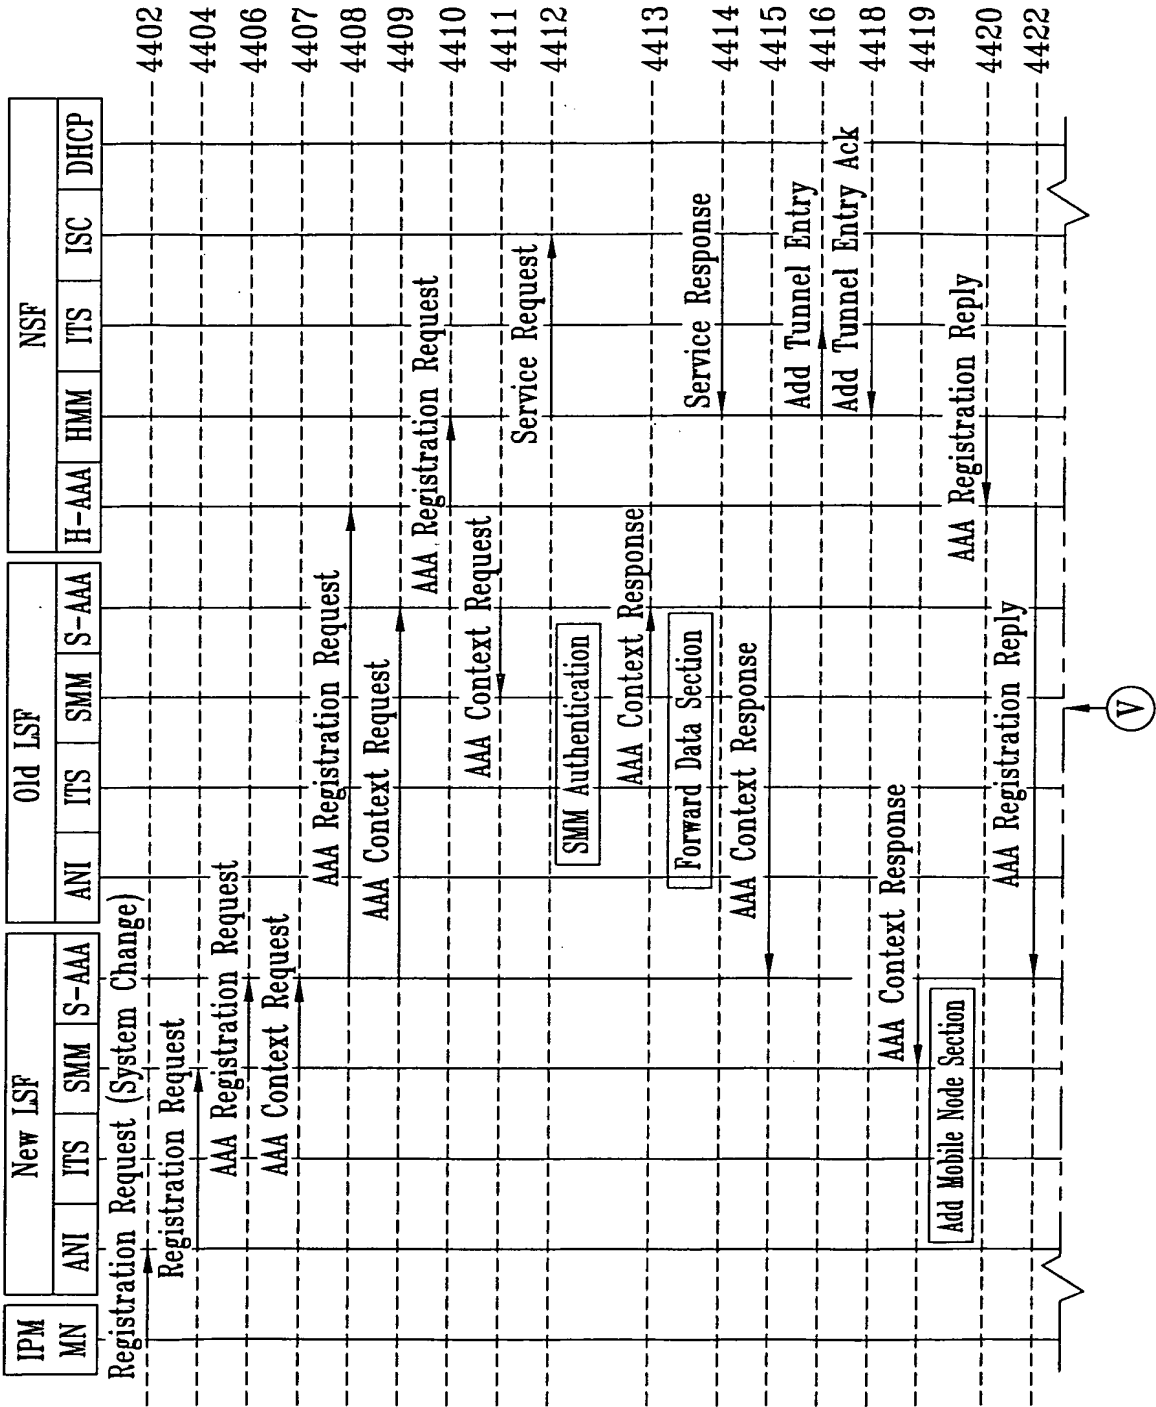 IPM
MN
New LSF
ANI ITS SMM S-AAA
Old LSF
ANI ITS SMM S-AAA
NSF
H-AAA HMM ITS ISC DHCP
Registration Request (System Change) 4402
Registration Request 4404
AAA Registration Request 4406
AAA Context Request 4407
AAA Registration Request 4408
AAA Context Request 4409
AAA Registration Request 4410
AAA Context Request 4411
Service Request 4412
SMM Authentication
AAA Context Response 4413
Forward Data Section
Service Response 4414
AAA Context Response 4415
Add Tunnel Entry 4416
Add Tunnel Entry Ack 4418
AAA Context Response 4419
Add Mobile Node Section
AAA Registration Reply 4420
AAA Registration Reply 4422
V